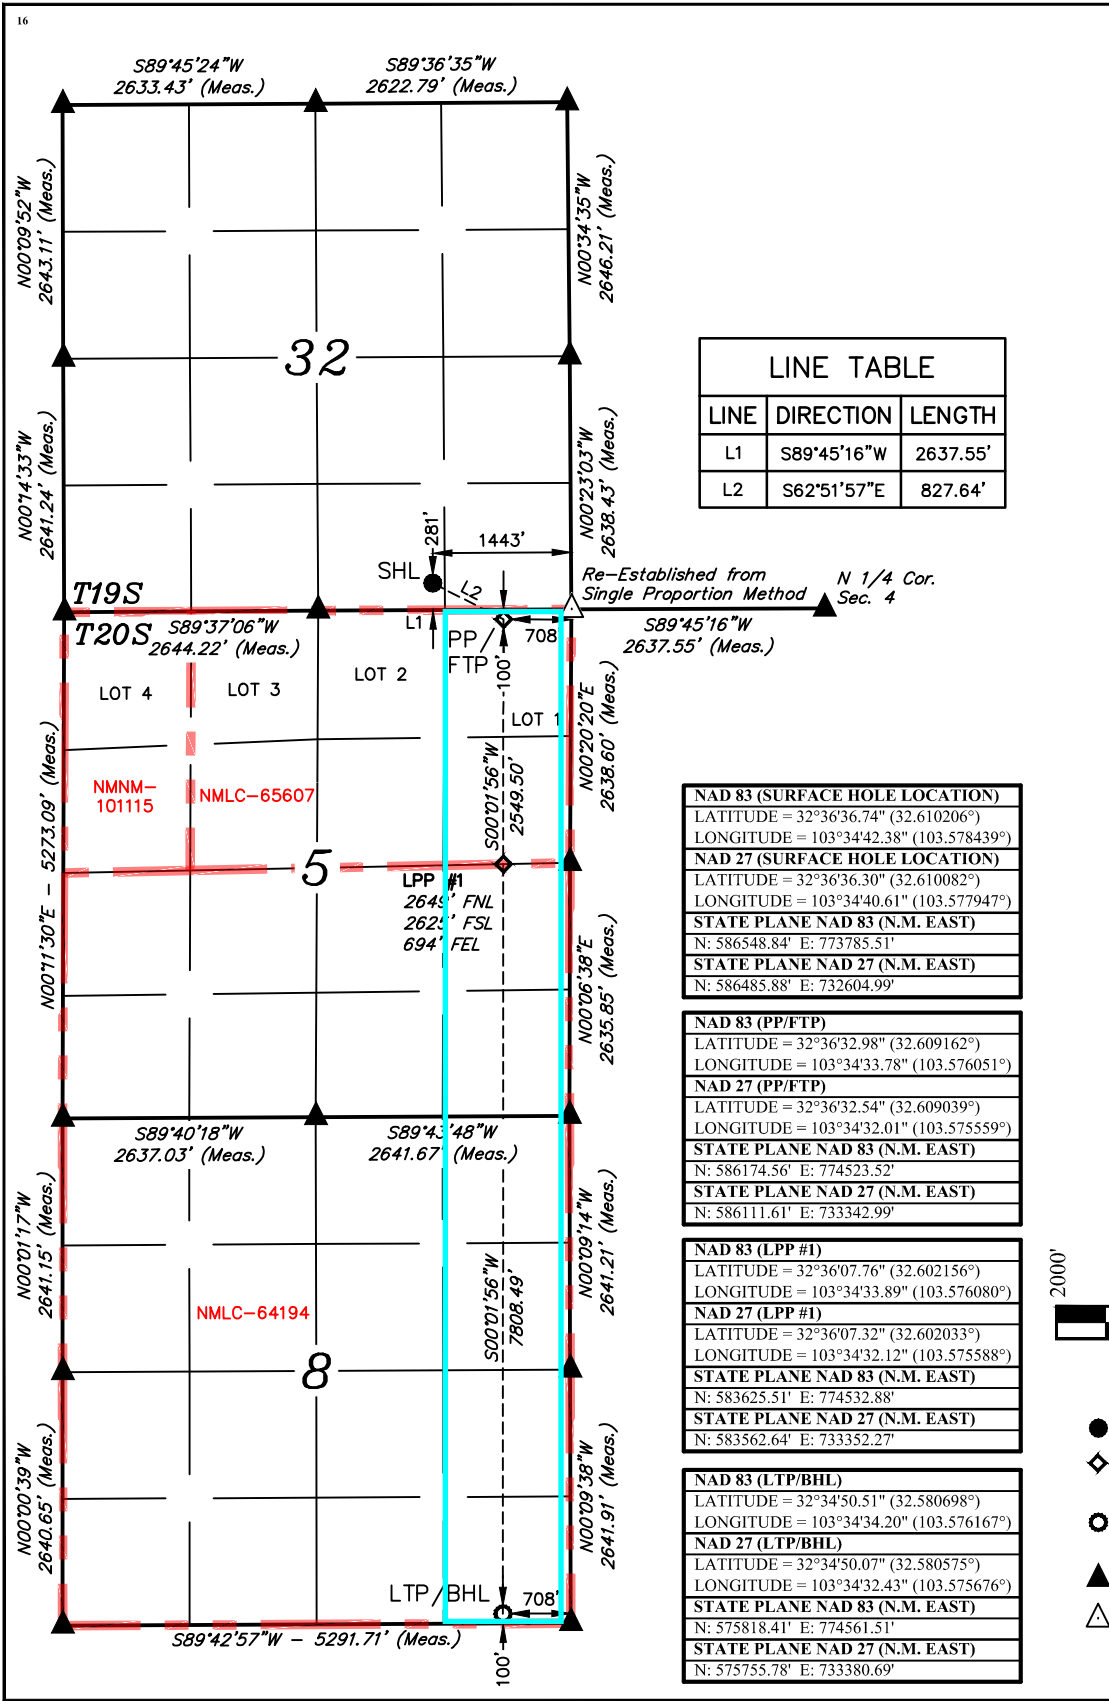 16
S89°45'24"W
2633.43' (Meas.)
S89°36'35"W
2622.79' (Meas.)
N00°09'52"W
2643.11' (Meas.)
N00°34'35"W
2646.21' (Meas.)
32
N00°14'33"W
2641.24' (Meas.)
N00°23'03"W
2638.43' (Meas.)
LINE TABLE
LINE DIRECTION LENGTH
L1 S89°45'16"W 2637.55'
L2 S62°51'57"E 827.64'
281'
1443'
SHL
L2
Re-Established from
Single Proportion Method
N 1/4 Cor.
Sec. 4
T19S
T20S
S89°37'06"W
2644.22' (Meas.)
L1
PP/
FTP
708'
S89°45'16"W
2637.55' (Meas.)
100'
LOT 4
LOT 3
LOT 2
LOT 1
N00°11'30"E - 5273.09' (Meas.)
N00°20'20"E
2638.60' (Meas.)
S00°01'56"W
2549.50'
NMNM-
101115
NMLC-65607
5
LPP #1
2649' FNL
2625' FSL
694' FEL
N00°06'38"E
2635.85' (Meas.)
S89°40'18"W
2637.03' (Meas.)
S89°43'48"W
2641.67' (Meas.)
N00°01'17"W
2641.15' (Meas.)
N00°09'14"W
2641.21' (Meas.)
S00°01'56"W
7808.49'
NMLC-64194
8
N00°00'39"W
2640.65' (Meas.)
N00°09'38"W
2641.91' (Meas.)
LTP/BHL
708'
S89°42'57"W - 5291.71' (Meas.)
100'
NAD 83 (SURFACE HOLE LOCATION)
LATITUDE = 32°36'36.74" (32.610206°)
LONGITUDE = 103°34'42.38" (103.578439°)
NAD 27 (SURFACE HOLE LOCATION)
LATITUDE = 32°36'36.30" (32.610082°)
LONGITUDE = 103°34'40.61" (103.577947°)
STATE PLANE NAD 83 (N.M. EAST)
N: 586548.84' E: 773785.51'
STATE PLANE NAD 27 (N.M. EAST)
N: 586485.88' E: 732604.99'
NAD 83 (PP/FTP)
LATITUDE = 32°36'32.98" (32.609162°)
LONGITUDE = 103°34'33.78" (103.576051°)
NAD 27 (PP/FTP)
LATITUDE = 32°36'32.54" (32.609039°)
LONGITUDE = 103°34'32.01" (103.575559°)
STATE PLANE NAD 83 (N.M. EAST)
N: 586174.56' E: 774523.52'
STATE PLANE NAD 27 (N.M. EAST)
N: 586111.61' E: 733342.99'
NAD 83 (LPP #1)
LATITUDE = 32°36'07.76" (32.602156°)
LONGITUDE = 103°34'33.89" (103.576080°)
NAD 27 (LPP #1)
LATITUDE = 32°36'07.32" (32.602033°)
LONGITUDE = 103°34'32.12" (103.575588°)
STATE PLANE NAD 83 (N.M. EAST)
N: 583625.51' E: 774532.88'
STATE PLANE NAD 27 (N.M. EAST)
N: 583562.64' E: 733352.27'
NAD 83 (LTP/BHL)
LATITUDE = 32°34'50.51" (32.580698°)
LONGITUDE = 103°34'34.20" (103.576167°)
NAD 27 (LTP/BHL)
LATITUDE = 32°34'50.07" (32.580575°)
LONGITUDE = 103°34'32.43" (103.575676°)
STATE PLANE NAD 83 (N.M. EAST)
N: 575818.41' E: 774561.51'
STATE PLANE NAD 27 (N.M. EAST)
N: 575755.78' E: 733380.69'
2000'